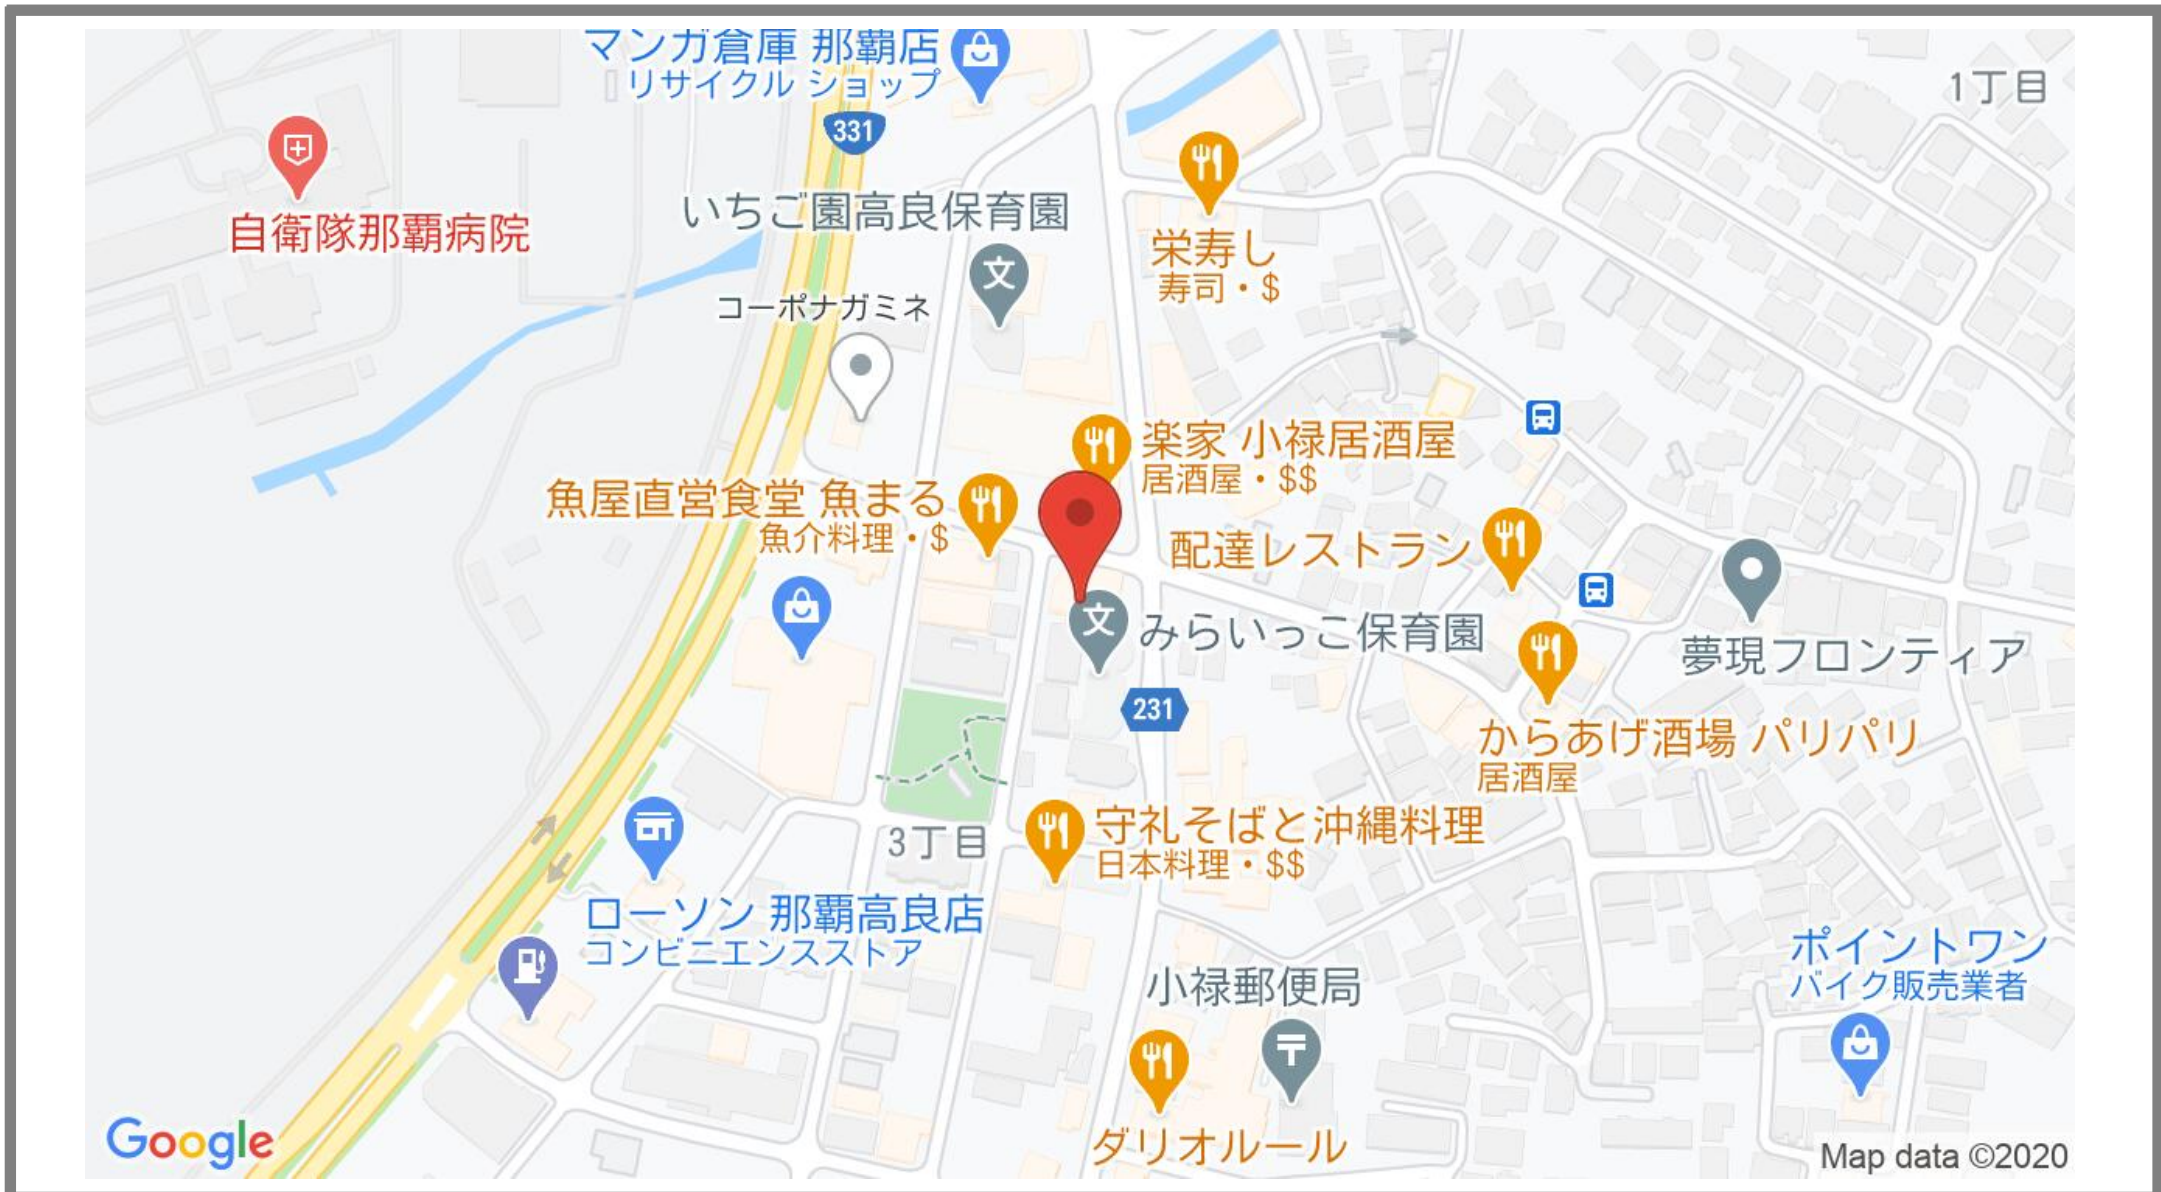 マンガ倉庫 那覇店
リサイクル ショップ
1丁目
331
自衛隊那覇病院
いちご園高良保育園
文
栄寿し
寿司・$
コーポナガミネ
楽家 小禄居酒屋
居酒屋・$$
魚屋直営食堂 魚まる
魚介料理・$
配達レストラン
文
みらいっこ保育園
夢現フロンティア
231
からあげ酒場 パリパリ
居酒屋
守礼そばと沖縄料理
日本料理・$$
3丁目
ローソン 那覇高良店
コンビニエンスストア
ポイントワン
バイク販売業者
小禄郵便局
ダリオルール
Google
Map data ©2020